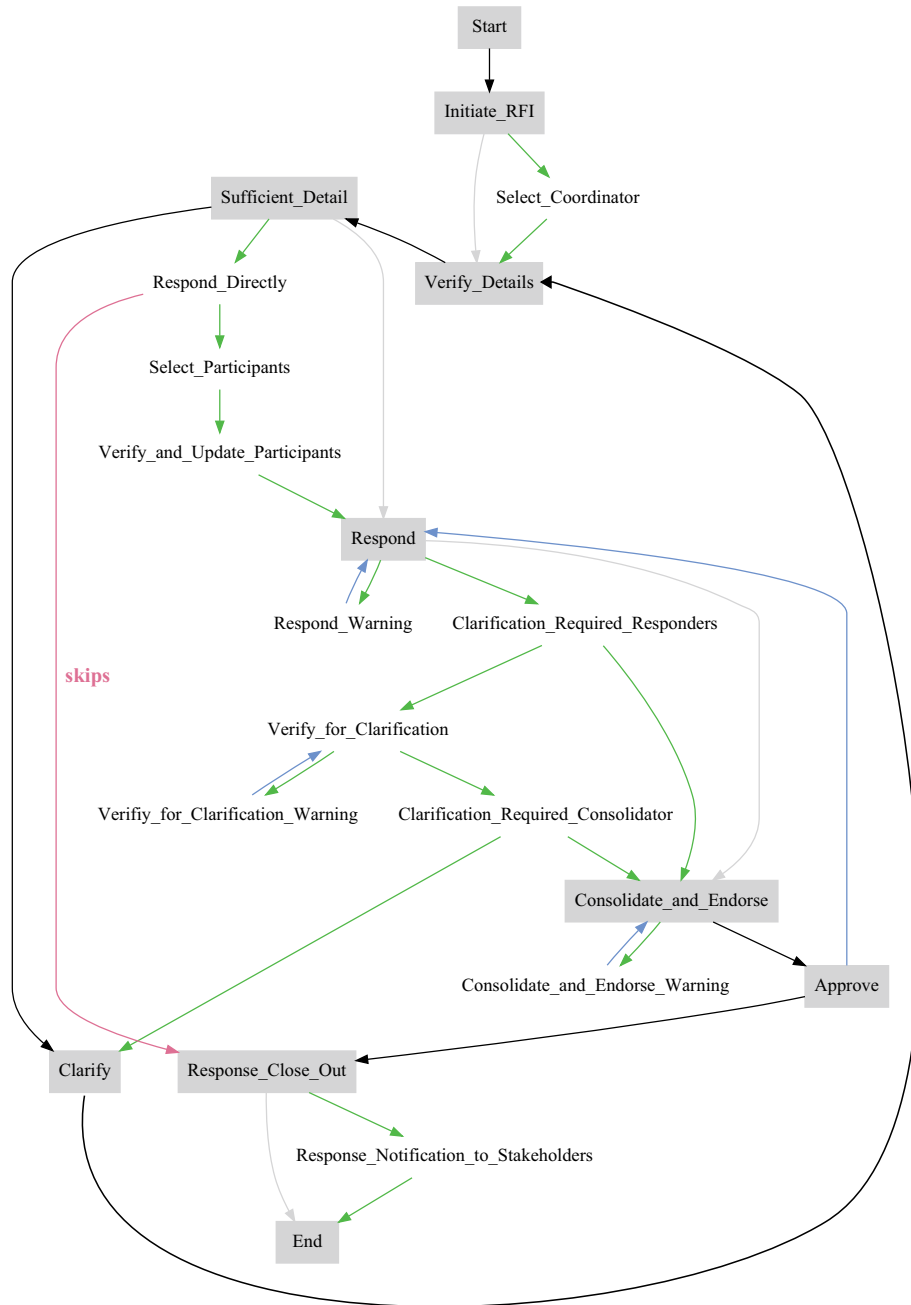 Start
Initiate_RFI
Sufficient_Detail
Select_Coordinator
Respond_Directly
Verify_Details
Select_Participants
Verify_and_Update_Participants
Respond
Respond_Warning
Clarification_Required_Responders
skips
Verify_for_Clarification
Verifiy_for_Clarification_Warning
Clarification_Required_Consolidator
Consolidate_and_Endorse
Consolidate_and_Endorse_Warning
Approve
Clarify
Response_Close_Out
Response_Notification_to_Stakeholders
End